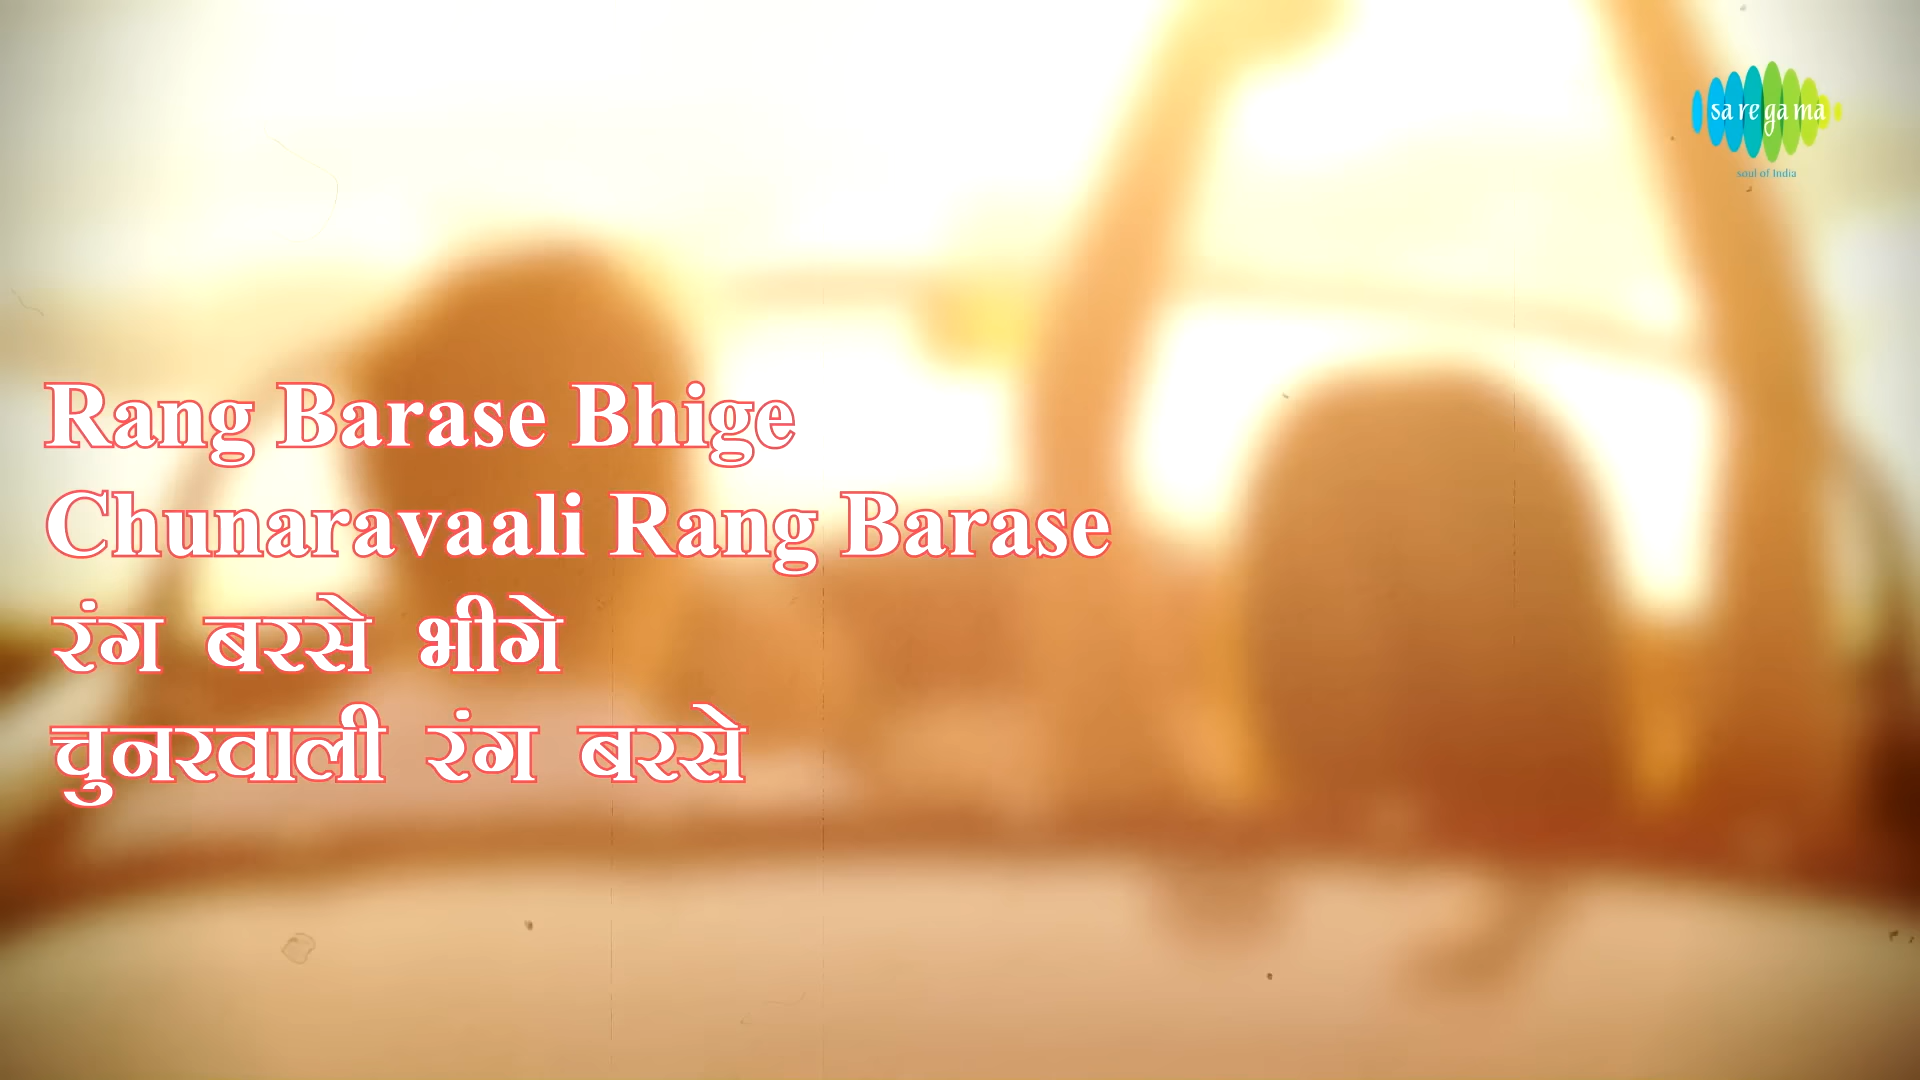 sa re ga ma
soul of India
Rang Barase Bhige
Chunaravaali Rang Barase
रंग बरसे भीगे
चुनरवाली रंग बरसे